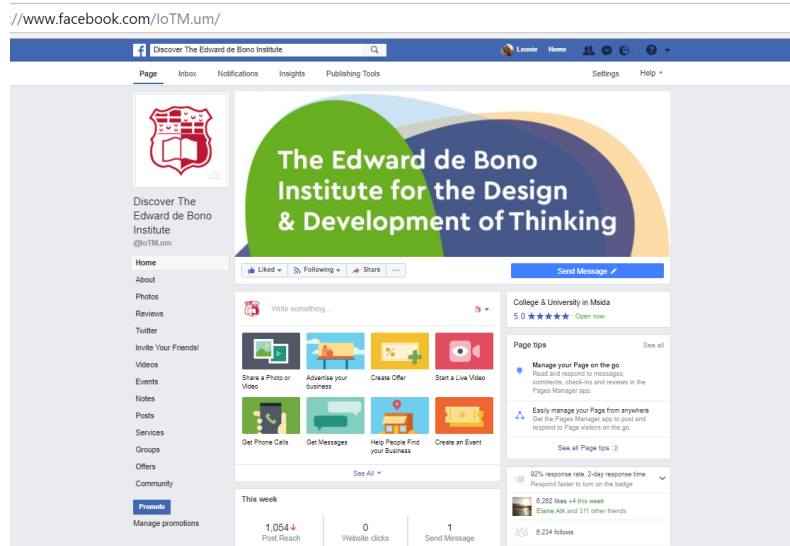 ://www.facebook.com/IoTM.um/
Discover The Edward de Bono Institute
Leonie Home
Page Inbox Notifications Insights Publishing Tools Settings Help
The Edward de Bono
Institute for the Design
& Development of Thinking
Discover The
Edward de Bono
Institute
@IoTM.um
Home
About
Photos
Reviews
Twitter
Invite Your Friends!
Videos
Events
Notes
Posts
Services
Groups
Offers
Community
Promote
Manage promotions
Liked Following Share ...
Send Message
Write something...
Share a Photo or
Video
Advertise your
business
Create Offer
Start a Live Video
Get Phone Calls
Get Messages
Help People Find
your Business
Create an Event
See All
This week
1,054
Post Reach
0
Website clicks
1
Send Message
College & University in Msida
5.0 ★★★★★ · Open now
Page tips See all
Manage your Page on the go
Read and respond to messages,
comments, check-ins and reviews in the
Pages Manager app.
Easily manage your Page from anywhere
Get the Pages Manager app to post and
respond to Page visitors on the go.
See all Page tips 2
92% response rate, 2-day response time
Respond faster to turn on the badge
6,262 likes +4 this week
Elaine Atk and 311 other friends
6,234 follows